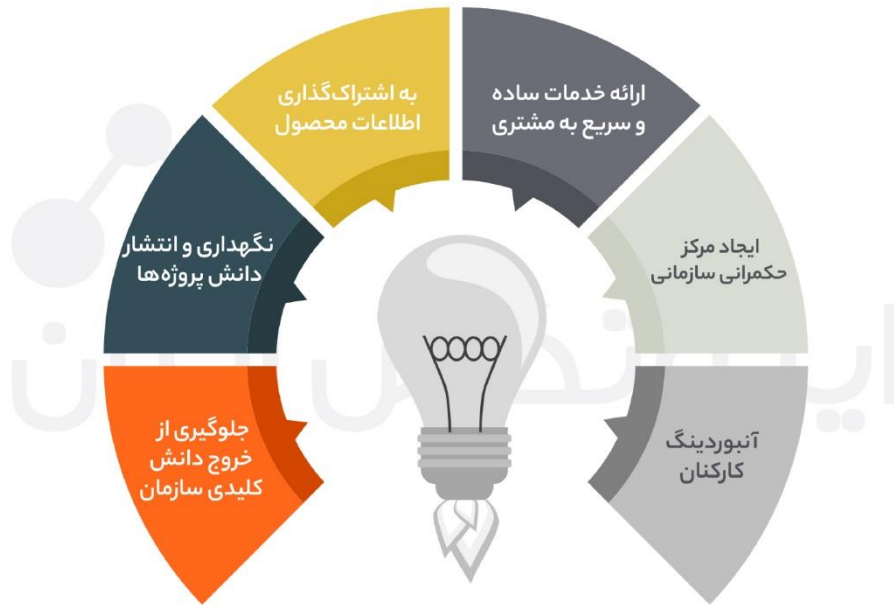 ارائه خدمات ساده
و سریع به مشتری
به اشتراک‌گذاری
اطلاعات محصول
ایجاد مرکز
حکمرانی سازمانی
نگهداری و انتشار
دانش پروژه‌ها
آنبوردینگ
کارکنان
جلوگیری از
خروج دانش
کلیدی سازمان